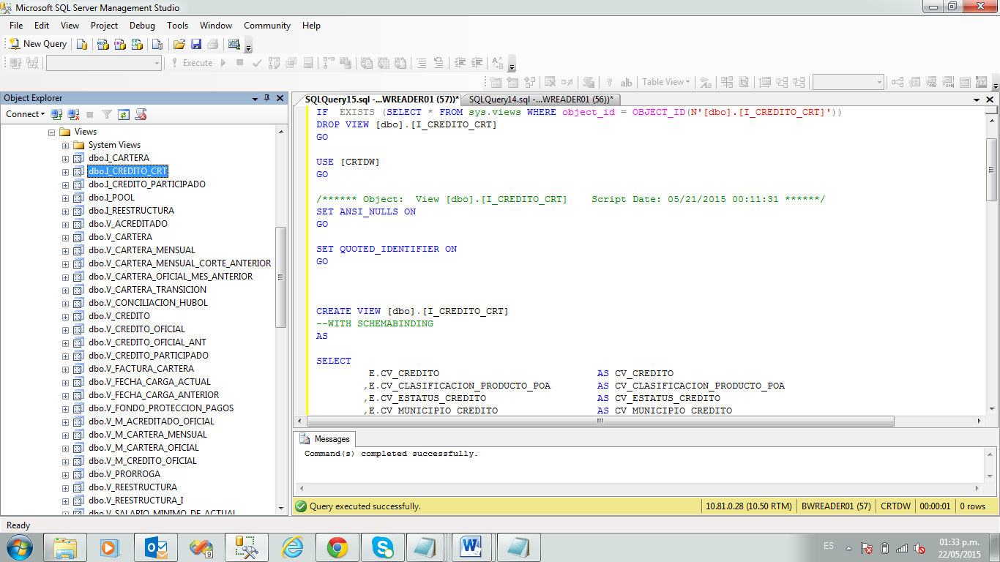 Microsoft SQL Server Management Studio
File Edit View Project Debug Tools Window Community Help
New Query
Execute
Table View
Object Explorer
Connect
Views
System Views
dbo.I_CARTERA
dbo.I_CREDITO_CRT
dbo.I_CREDITO_PARTICIPADO
dbo.I_POOL
dbo.I_REESTRUCTURA
dbo.V_ACREDITADO
dbo.V_CARTERA
dbo.V_CARTERA_MENSUAL
dbo.V_CARTERA_MENSUAL_CORTE_ANTERIOR
dbo.V_CARTERA_OFICIAL_MES_ANTERIOR
dbo.V_CARTERA_TRANSICION
dbo.V_CONCILIACION_HUBOL
dbo.V_CREDITO
dbo.V_CREDITO_OFICIAL
dbo.V_CREDITO_OFICIAL_ANT
dbo.V_CREDITO_PARTICIPADO
dbo.V_FACTURA_CARTERA
dbo.V_FECHA_CARGA_ACTUAL
dbo.V_FECHA_CARGA_ANTERIOR
dbo.V_FONDO_PROTECCION_PAGOS
dbo.V_M_ACREDITADO_OFICIAL
dbo.V_M_CARTERA_MENSUAL
dbo.V_M_CARTERA_OFICIAL
dbo.V_M_CREDITO_OFICIAL
dbo.V_PRORROGA
dbo.V_REESTRUCTURA
dbo.V_REESTRUCTURA_I
dbo.V_SALARIO_MINIMO_DE_ACTUAL
SQLQuery15.sql -...WREADER01 (57))* SQLQuery14.sql -...WREADER01 (56))*
IF EXISTS (SELECT * FROM sys.views WHERE object_id = OBJECT_ID(N'[dbo].[I_CREDITO_CRT]'))
DROP VIEW [dbo].[I_CREDITO_CRT]
GO
USE [CRTDW]
GO
/****** Object: View [dbo].[I_CREDITO_CRT] Script Date: 05/21/2015 00:11:31 ******/
SET ANSI_NULLS ON
GO
SET QUOTED_IDENTIFIER ON
GO
CREATE VIEW [dbo].[I_CREDITO_CRT]
--WITH SCHEMABINDING
AS
SELECT
E.CV_CREDITO AS CV_CREDITO
,E.CV_CLASIFICACION_PRODUCTO_POA AS CV_CLASIFICACION_PRODUCTO_POA
,E.CV_ESTATUS_CREDITO AS CV_ESTATUS_CREDITO
,E.CV_MUNICIPIO_CREDITO AS CV_MUNICIPIO_CREDITO
Messages
Command(s) completed successfully.
Query executed successfully. 10.81.0.28 (10.50 RTM) BWREADER01 (57) CRTDW 00:00:01 0 rows
Ready
ES 01:33 p.m.
22/05/2015